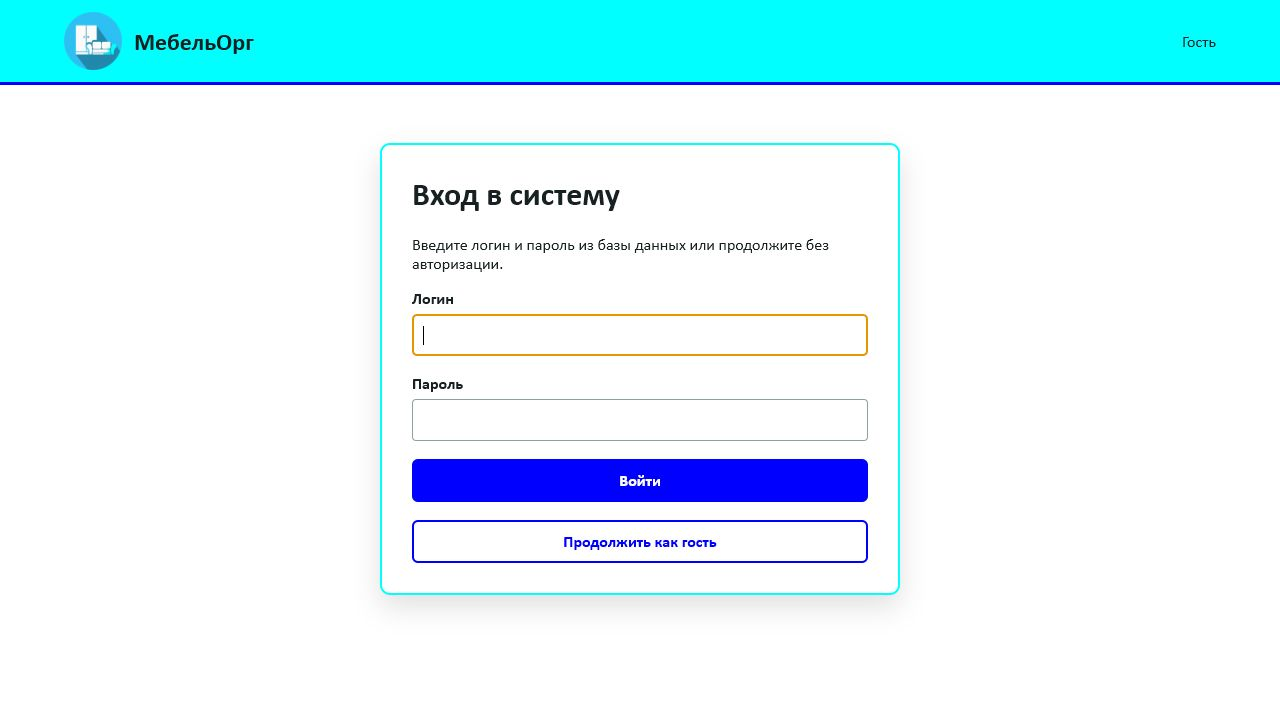 МебельОрг
Гость
Вход в систему
Введите логин и пароль из базы данных или продолжите без
авторизации.
Логин
Пароль
Войти
Продолжить как гость